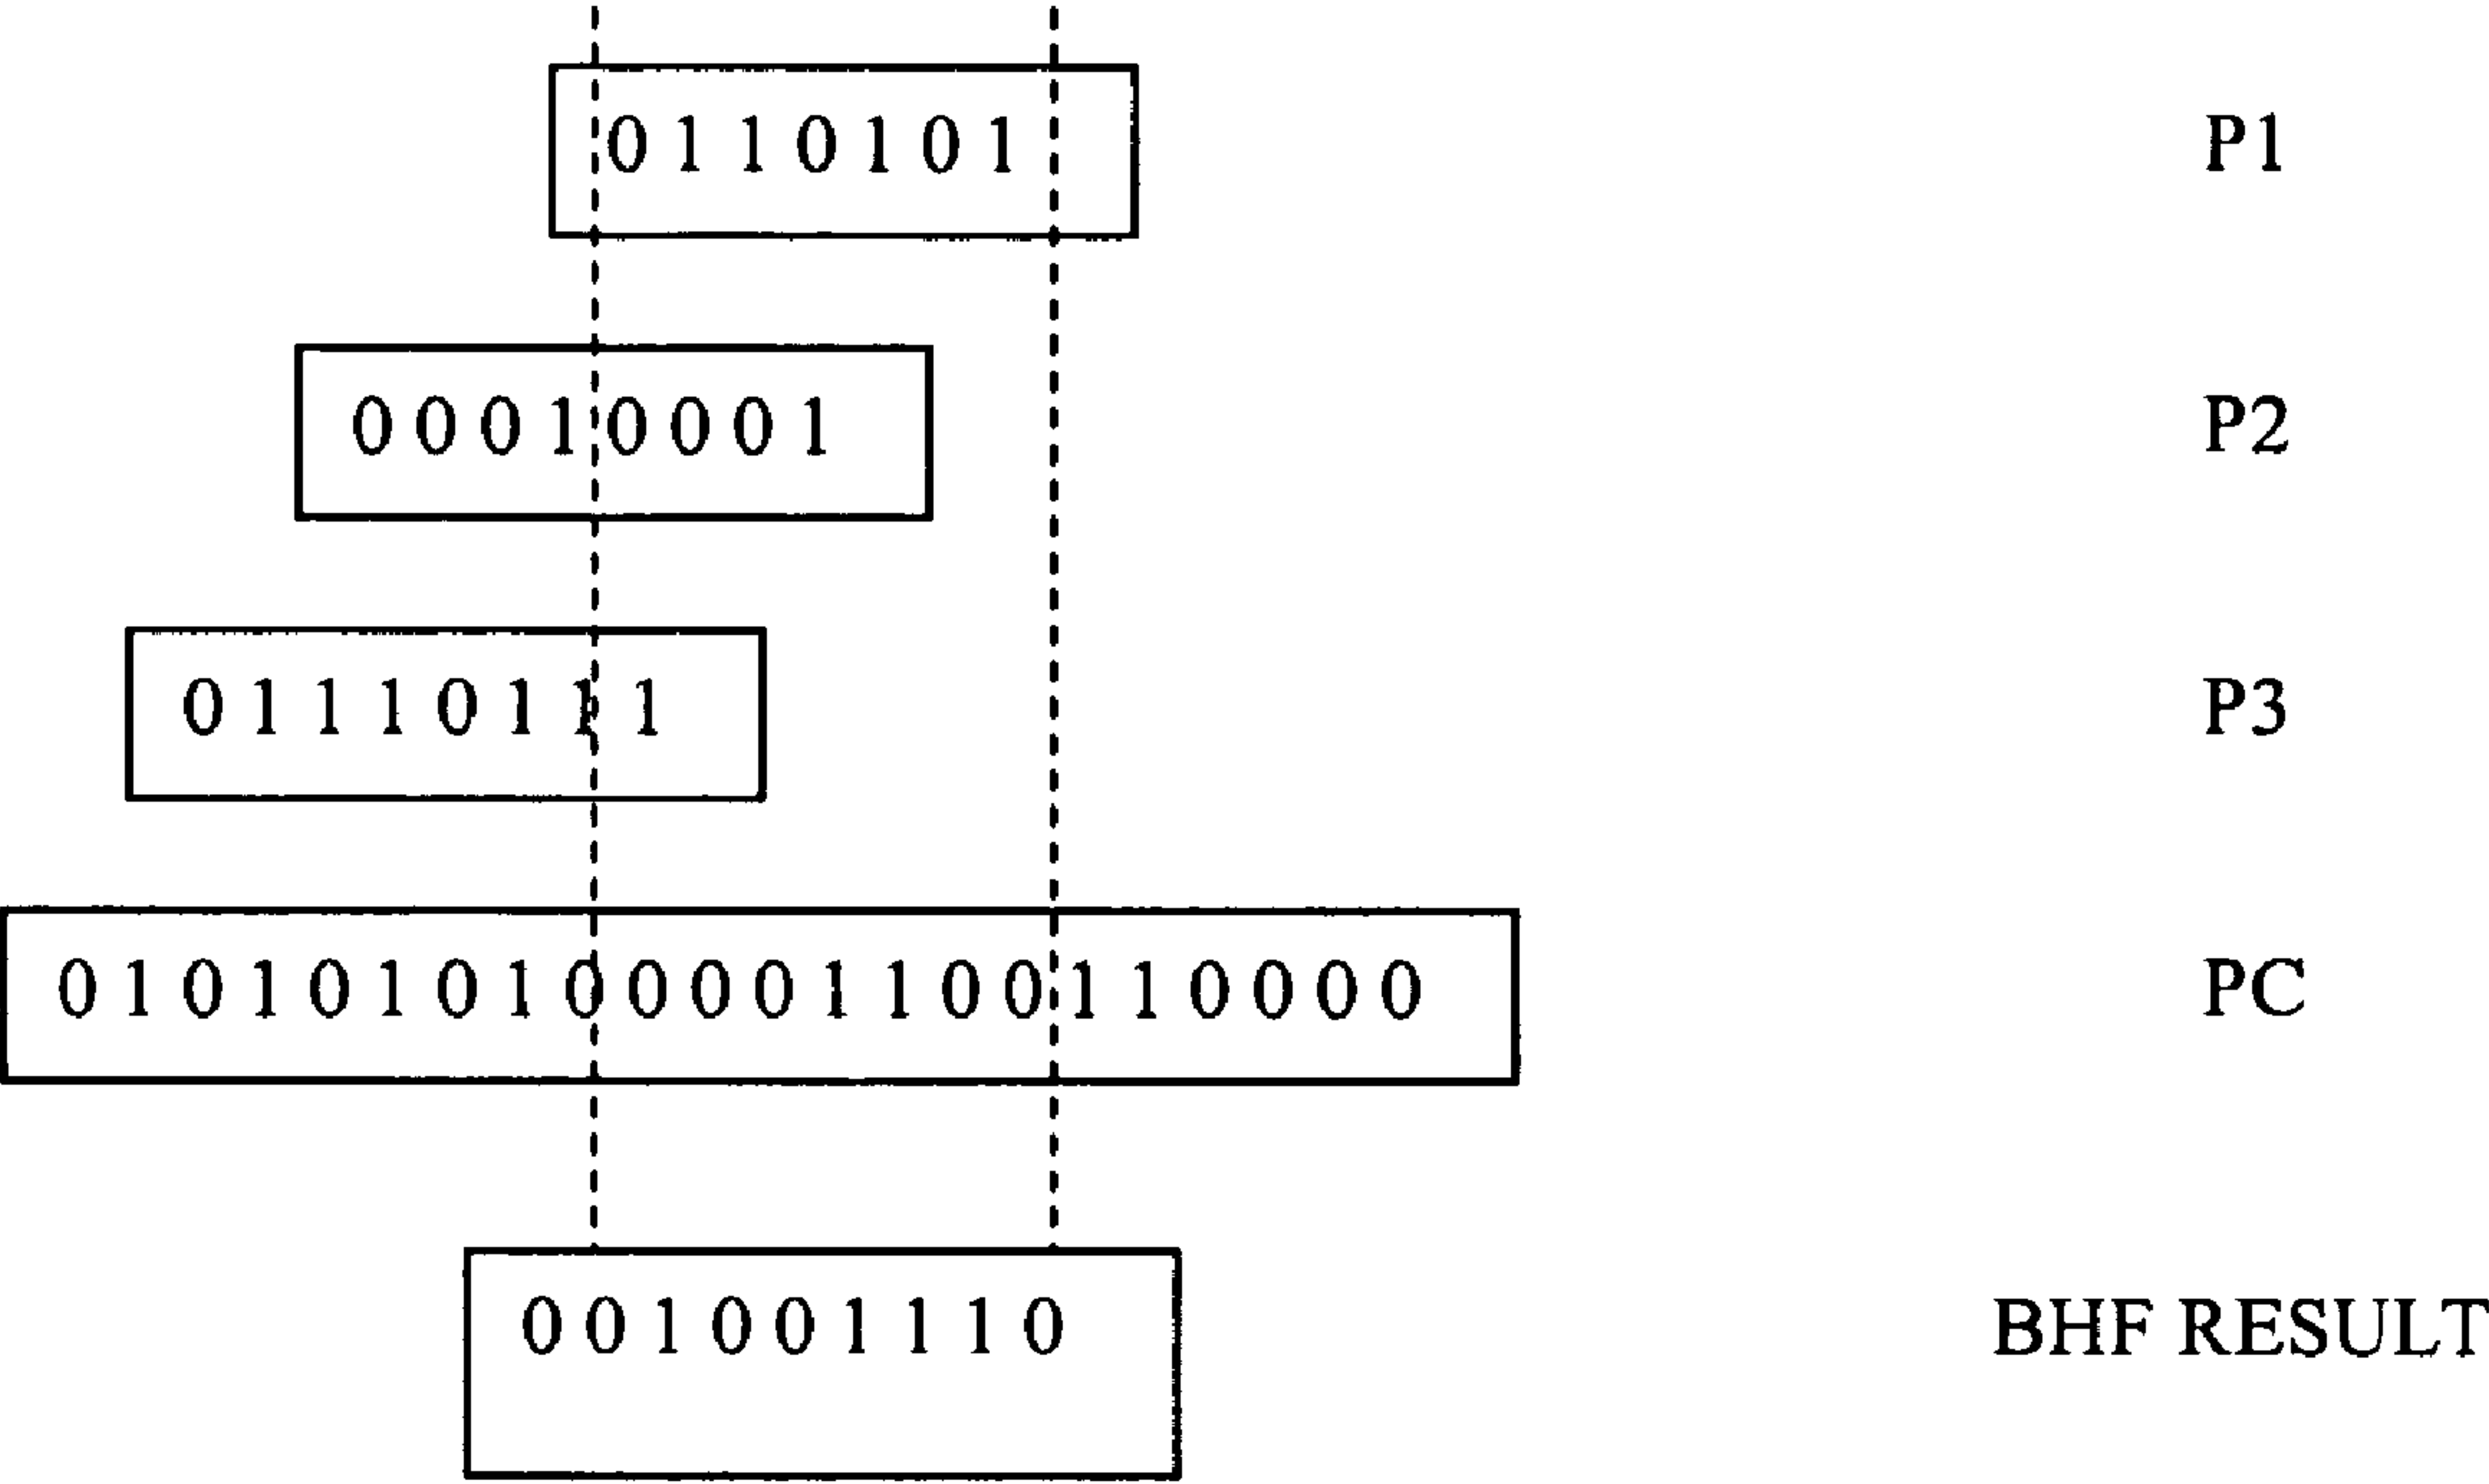 0 1 1 0 1 0 1 P1
0 0 0 1 0 0 0 1 P2
0 1 1 1 0 1 1 1 P3
0 1 0 1 0 1 0 1 0 0 0 0 1 1 0 0 1 1 0 0 0 0 PC
0 0 1 0 0 1 1 1 0 BHF RESULT